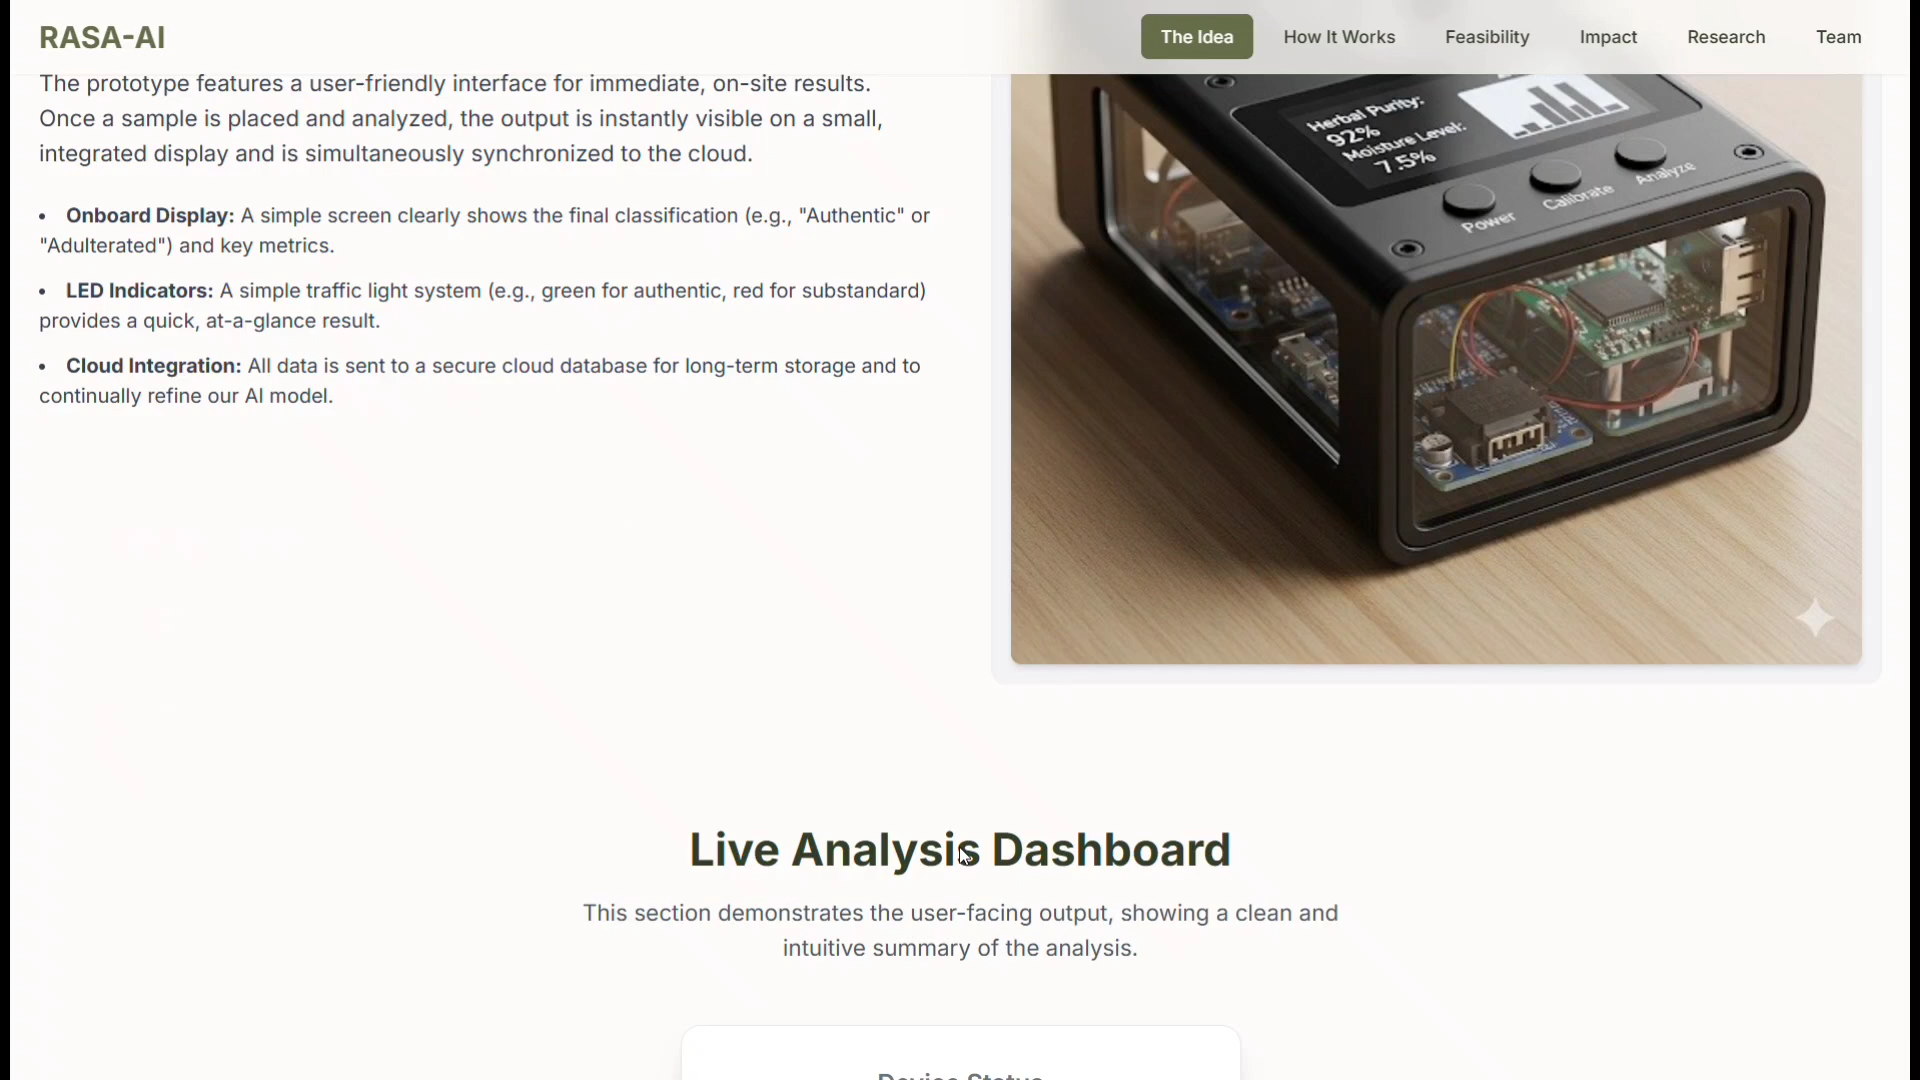 RASA-AI
The Idea
How It Works
Feasibility
Impact
Research
Team
The prototype features a user-friendly interface for immediate, on-site results.
Once a sample is placed and analyzed, the output is instantly visible on a small,
integrated display and is simultaneously synchronized to the cloud.
• Onboard Display: A simple screen clearly shows the final classification (e.g., "Authentic" or
"Adulterated") and key metrics.
• LED Indicators: A simple traffic light system (e.g., green for authentic, red for substandard)
provides a quick, at-a-glance result.
• Cloud Integration: All data is sent to a secure cloud database for long-term storage and to
continually refine our AI model.
Herbal Purity:
92%
Moisture Level:
7.5%
Power
Calibrate
Analyze
Live Analysis Dashboard
This section demonstrates the user-facing output, showing a clean and
intuitive summary of the analysis.
Device Status